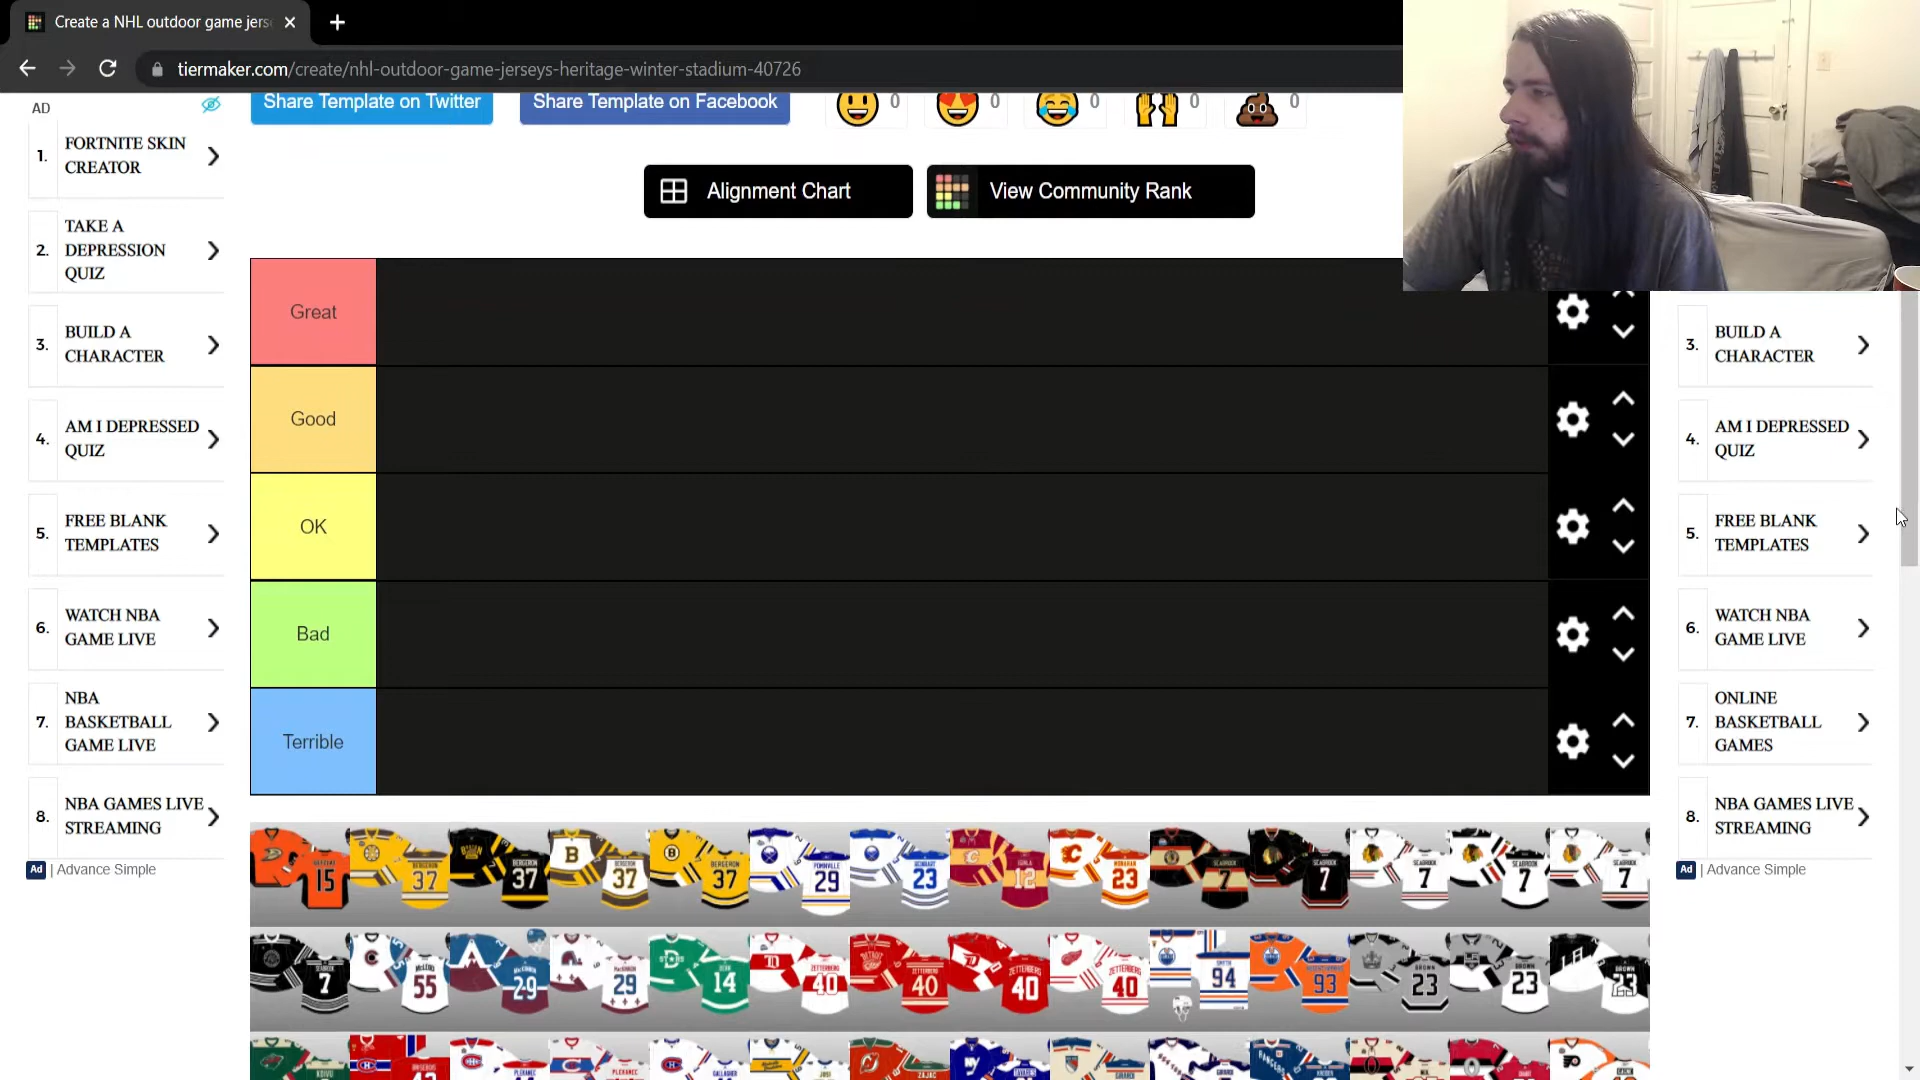 Create a NHL outdoor game jers
tiermaker.com/create/nhl-outdoor-game-jerseys-heritage-winter-stadium-40726
AD
Share Template on Twitter
Share Template on Facebook
0
0
0
0
0
Alignment Chart
View Community Rank
1. FORTNITE SKIN
CREATOR
2. TAKE A
DEPRESSION
QUIZ
3. BUILD A
CHARACTER
4. AM I DEPRESSED
QUIZ
5. FREE BLANK
TEMPLATES
6. WATCH NBA
GAME LIVE
7. NBA
BASKETBALL
GAME LIVE
8. NBA GAMES LIVE
STREAMING
Ad | Advance Simple
Great
Good
OK
Bad
Terrible
3. BUILD A
CHARACTER
4. AM I DEPRESSED
QUIZ
5. FREE BLANK
TEMPLATES
6. WATCH NBA
GAME LIVE
7. ONLINE
BASKETBALL
GAMES
8. NBA GAMES LIVE
STREAMING
Ad | Advance Simple
15 37 37 37 37 29 23 12 23 7 7 7 7 7
7 55 29 29 14 40 40 40 40 94 93 23 23 23